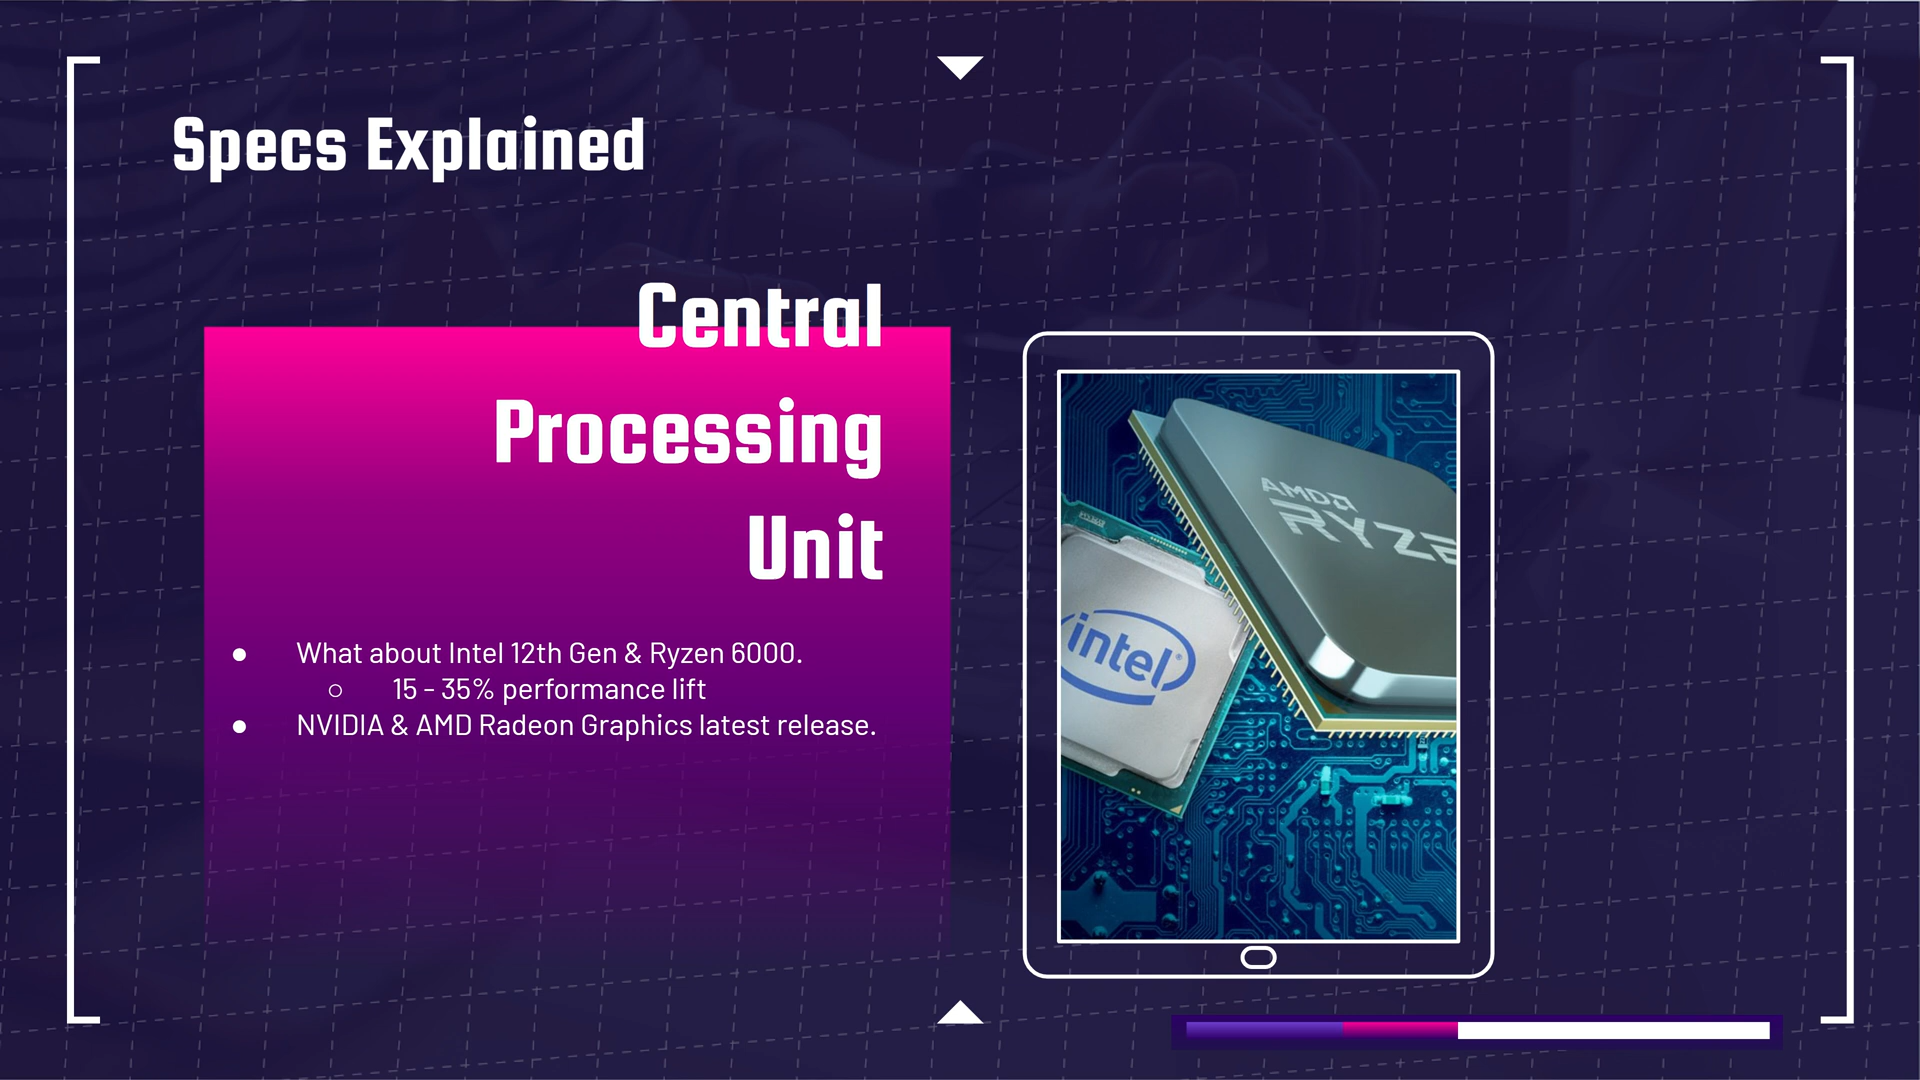 Specs Explained
Central
Processing
Unit
● What about Intel 12th Gen & Ryzen 6000.
○ 15 - 35% performance lift
● NVIDIA & AMD Radeon Graphics latest release.
AMD
RYZE
intel®